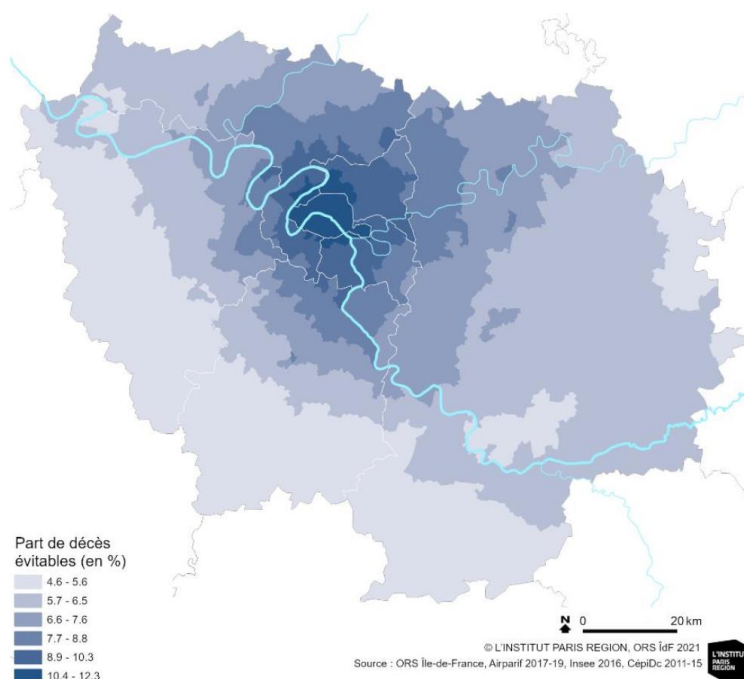 Part de décès
évitables (en %)
4.6 - 5.6
5.7 - 6.5
6.6 - 7.6
7.7 - 8.8
8.9 - 10.3
10.4 - 12.3
N
0 20 km
© L'INSTITUT PARIS REGION, ORS ÎdF 2021
Source : ORS Île-de-France, Airparif 2017-19, Insee 2016, CépiDc 2011-15
L'INSTITUT
PARIS
REGION